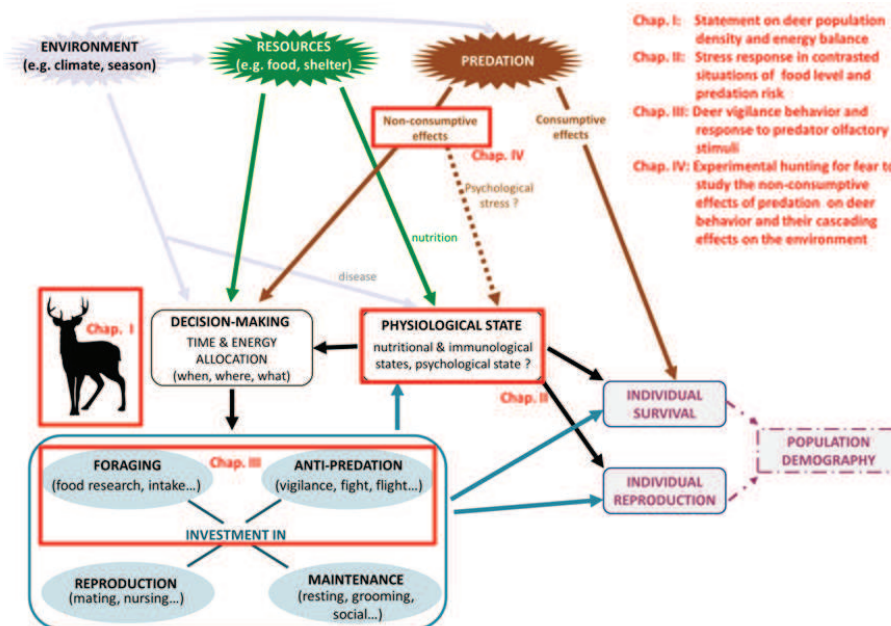 ENVIRONMENT
(e.g. climate, season)
RESOURCES
(e.g. food, shelter)
PREDATION
Chap. I: Statement on deer population
density and energy balance
Chap. II: Stress response in contrasted
situations of food level and
predation risk
Chap. III: Deer vigilance behavior and
response to predator olfactory
stimuli
Chap. IV: Experimental hunting for fear to
study the non-consumptive
effects of predation on deer
behavior and their cascading
effects on the environment
Non-consumptive
effects
Chap. IV
Consumptive
effects
Psychological
stress ?
nutrition
disease
Chap. I
DECISION-MAKING
TIME & ENERGY
ALLOCATION
(when, where, what)
PHYSIOLOGICAL STATE
nutritional & immunological
states, psychological state ?
Chap. II
INDIVIDUAL
SURVIVAL
POPULATION
DEMOGRAPHY
INDIVIDUAL
REPRODUCTION
Chap. III
FORAGING
(food research, intake...)
ANTI-PREDATION
(vigilance, fight, flight...)
INVESTMENT IN
REPRODUCTION
(mating, nursing...)
MAINTENANCE
(resting, grooming,
social...)